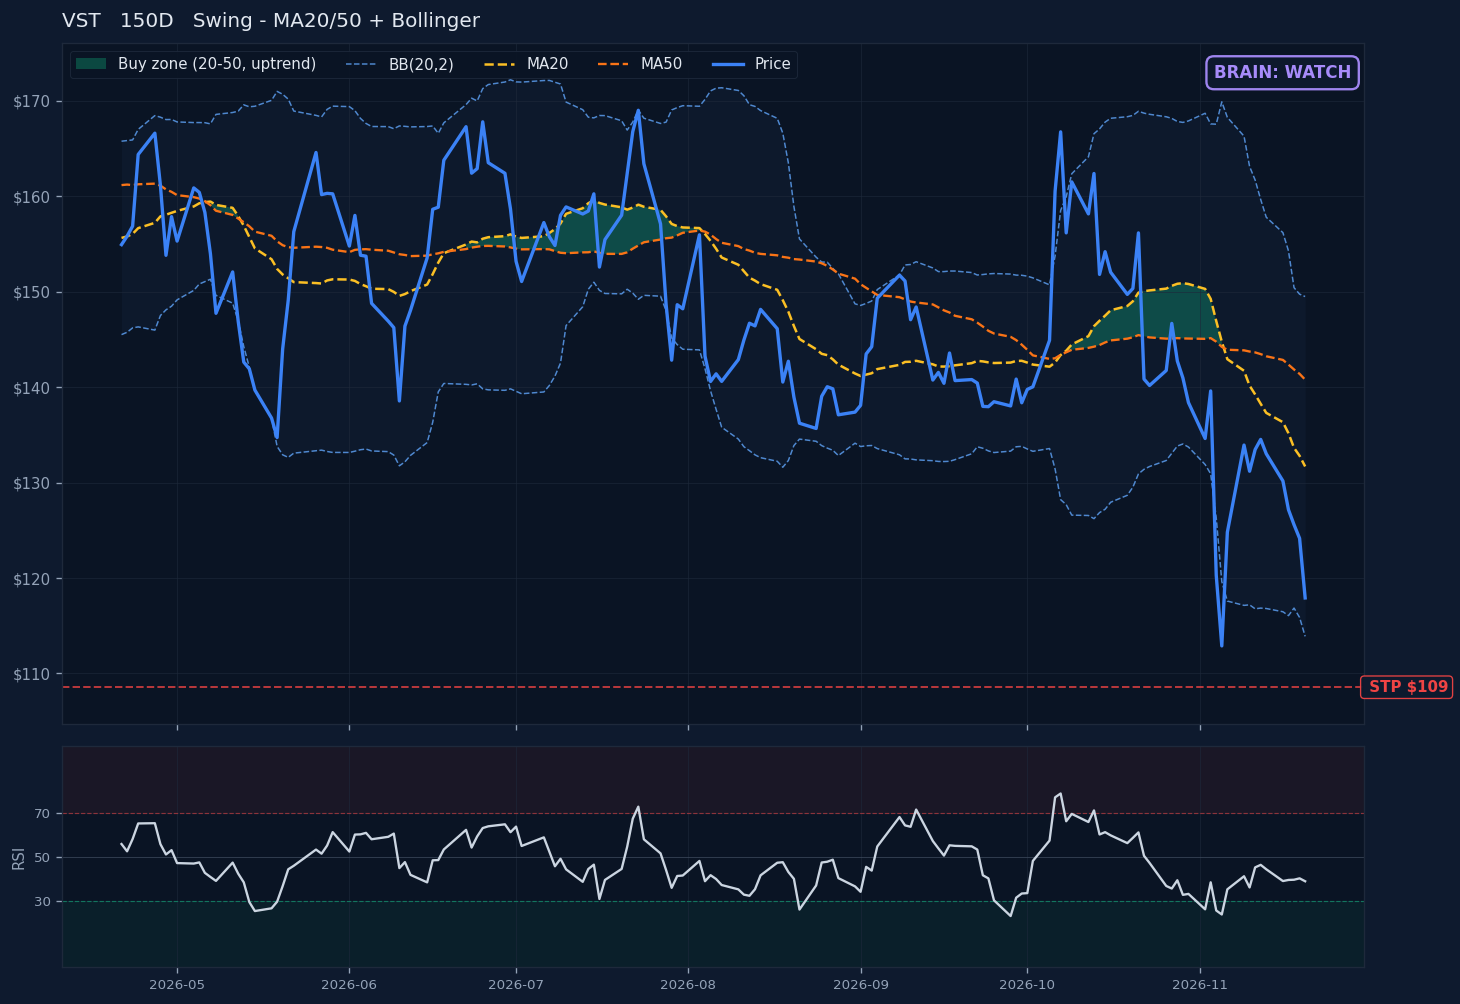 VST   150D   Swing - MA20/50 + Bollinger
Buy zone (20-50, uptrend)   BB(20,2)   MA20   MA50   Price
BRAIN: WATCH
$170
$160
$150
$140
$130
$120
$110
STP $109
RSI
70
50
30
2026-05   2026-06   2026-07   2026-08   2026-09   2026-10   2026-11